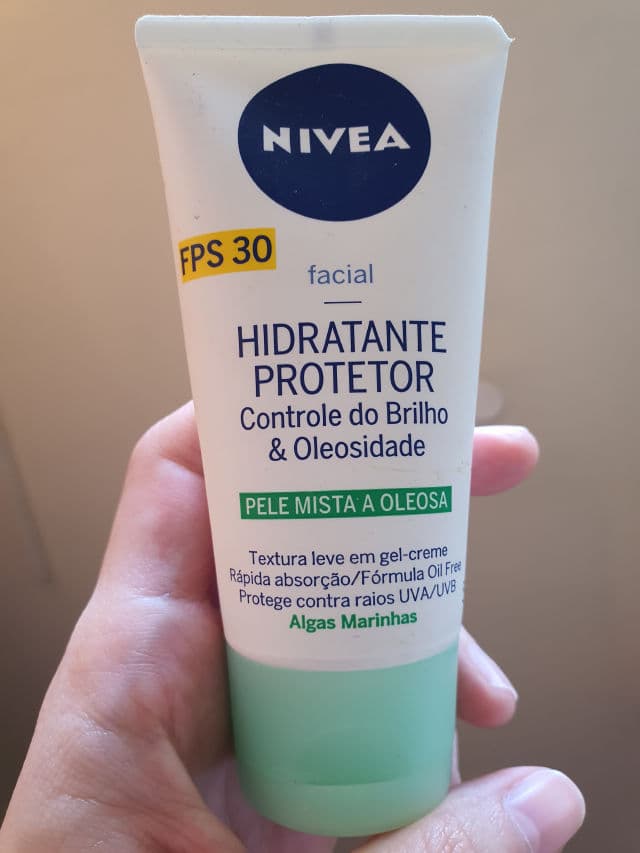 NIVEA
FPS 30
facial
HIDRATANTE
PROTETOR
Controle do Brilho
& Oleosidade
PELE MISTA A OLEOSA
Textura leve em gel-creme
Rápida absorção/Fórmula Oil Free
Protege contra raios UVA/UVB
Algas Marinhas